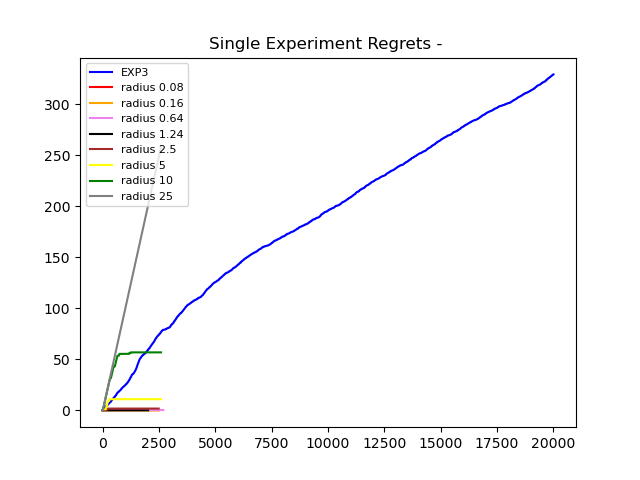 Single Experiment Regrets -
EXP3
radius 0.08
radius 0.16
radius 0.64
radius 1.24
radius 2.5
radius 5
radius 10
radius 25
300
250
200
150
100
50
0
0 2500 5000 7500 10000 12500 15000 17500 20000